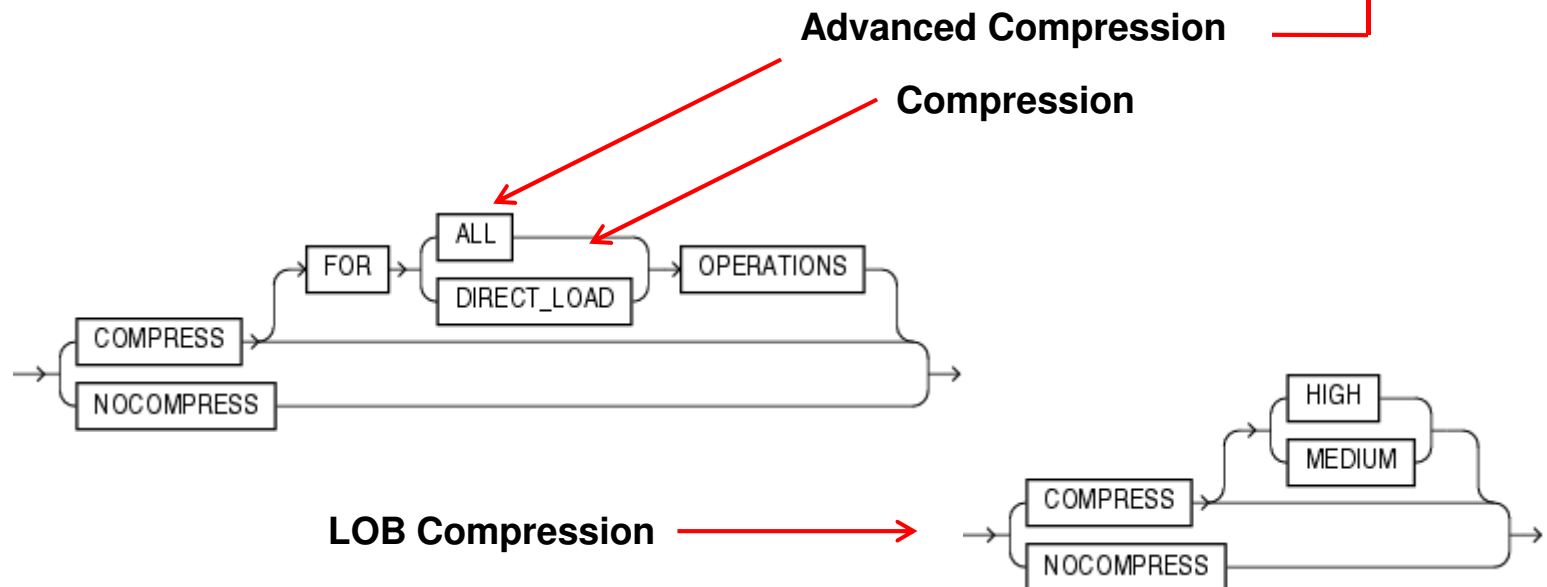 Advanced Compression
Compression
ALL
FOR
OPERATIONS
DIRECT_LOAD
COMPRESS
NOCOMPRESS
HIGH
MEDIUM
COMPRESS
LOB Compression
NOCOMPRESS